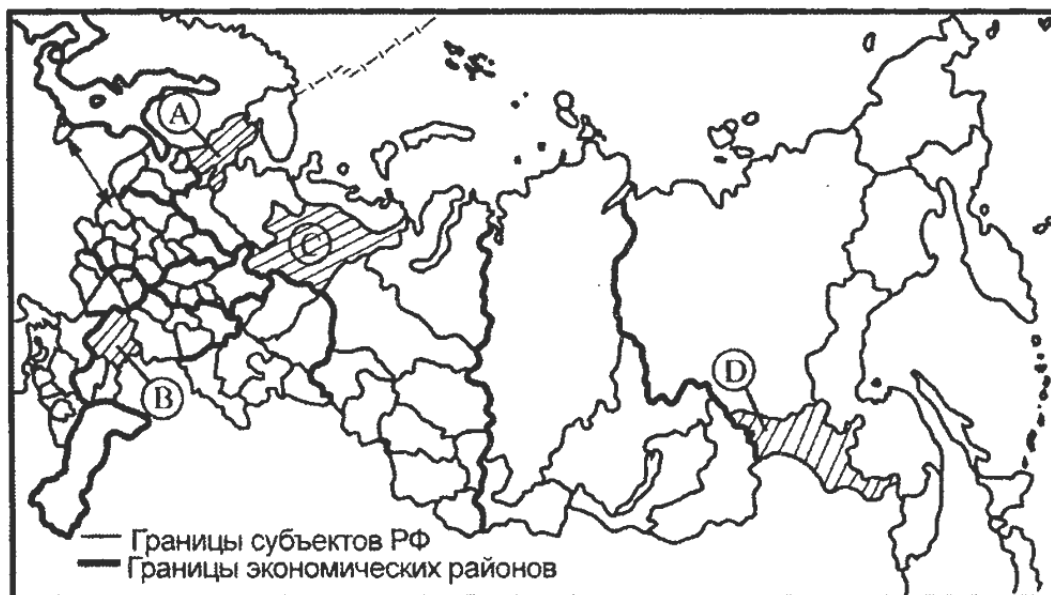 A
C
D
B
Границы субъектов РФ
Границы экономических районов